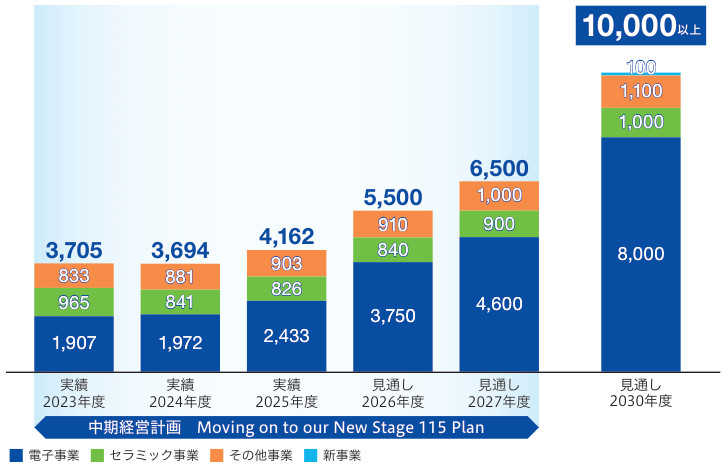 10,000以上
100
1,100
1,000
8,000
6,500
1,000
900
4,600
5,500
910
840
3,750
4,162
903
826
2,433
3,694
881
841
1,972
3,705
833
965
1,907
実績
2023年度
実績
2024年度
実績
2025年度
見通し
2026年度
見通し
2027年度
見通し
2030年度
中期経営計画 Moving on to our New Stage 115 Plan
電子事業 セラミック事業 その他事業 新事業